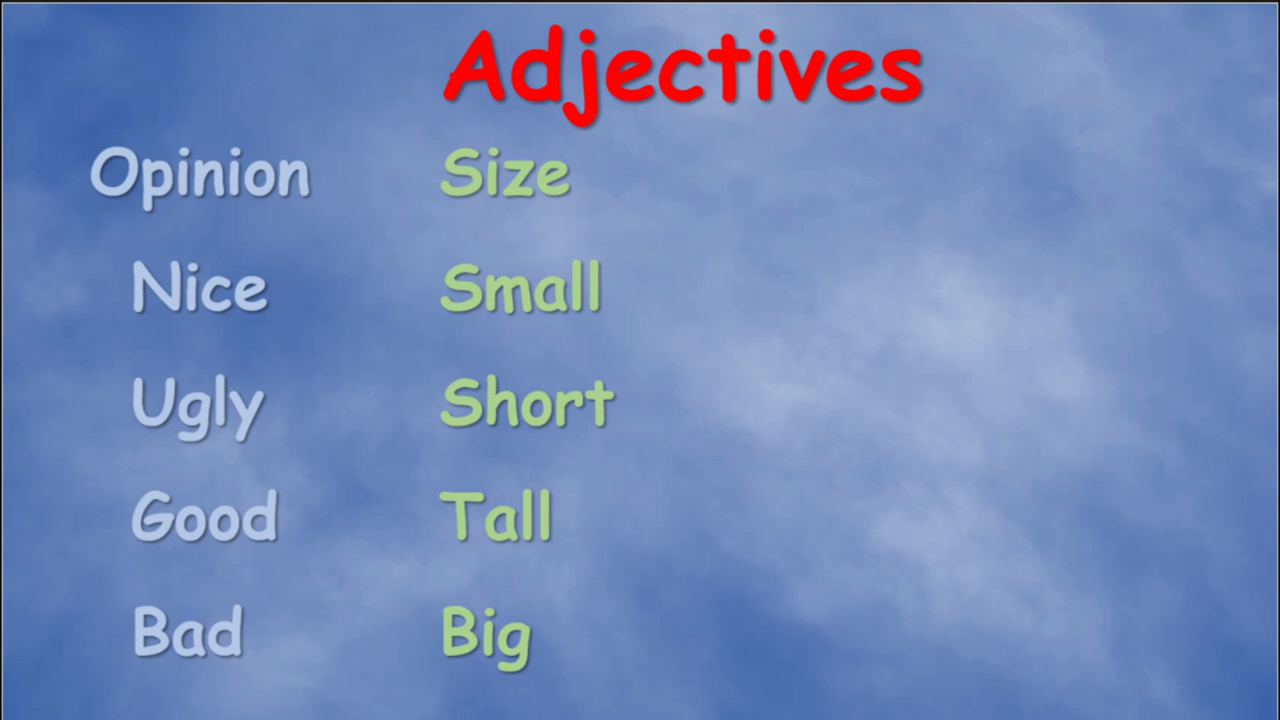 Adjectives
Opinion Size
Nice Small
Ugly Short
Good Tall
Bad Big